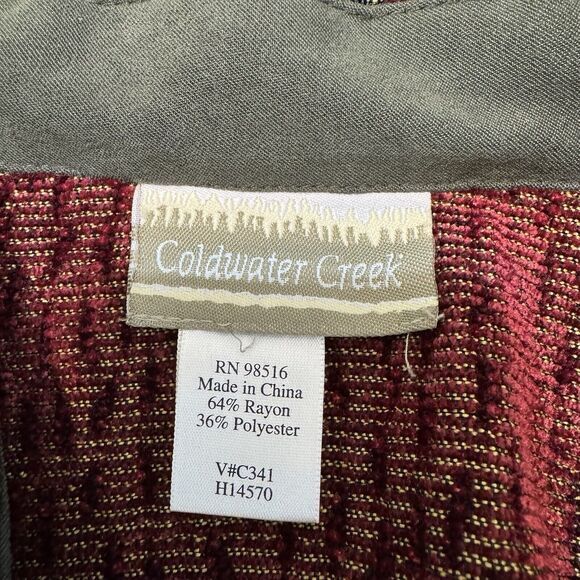 Coldwater Creek
RN 98516
Made in China
64% Rayon
36% Polyester
V#C341
H14570